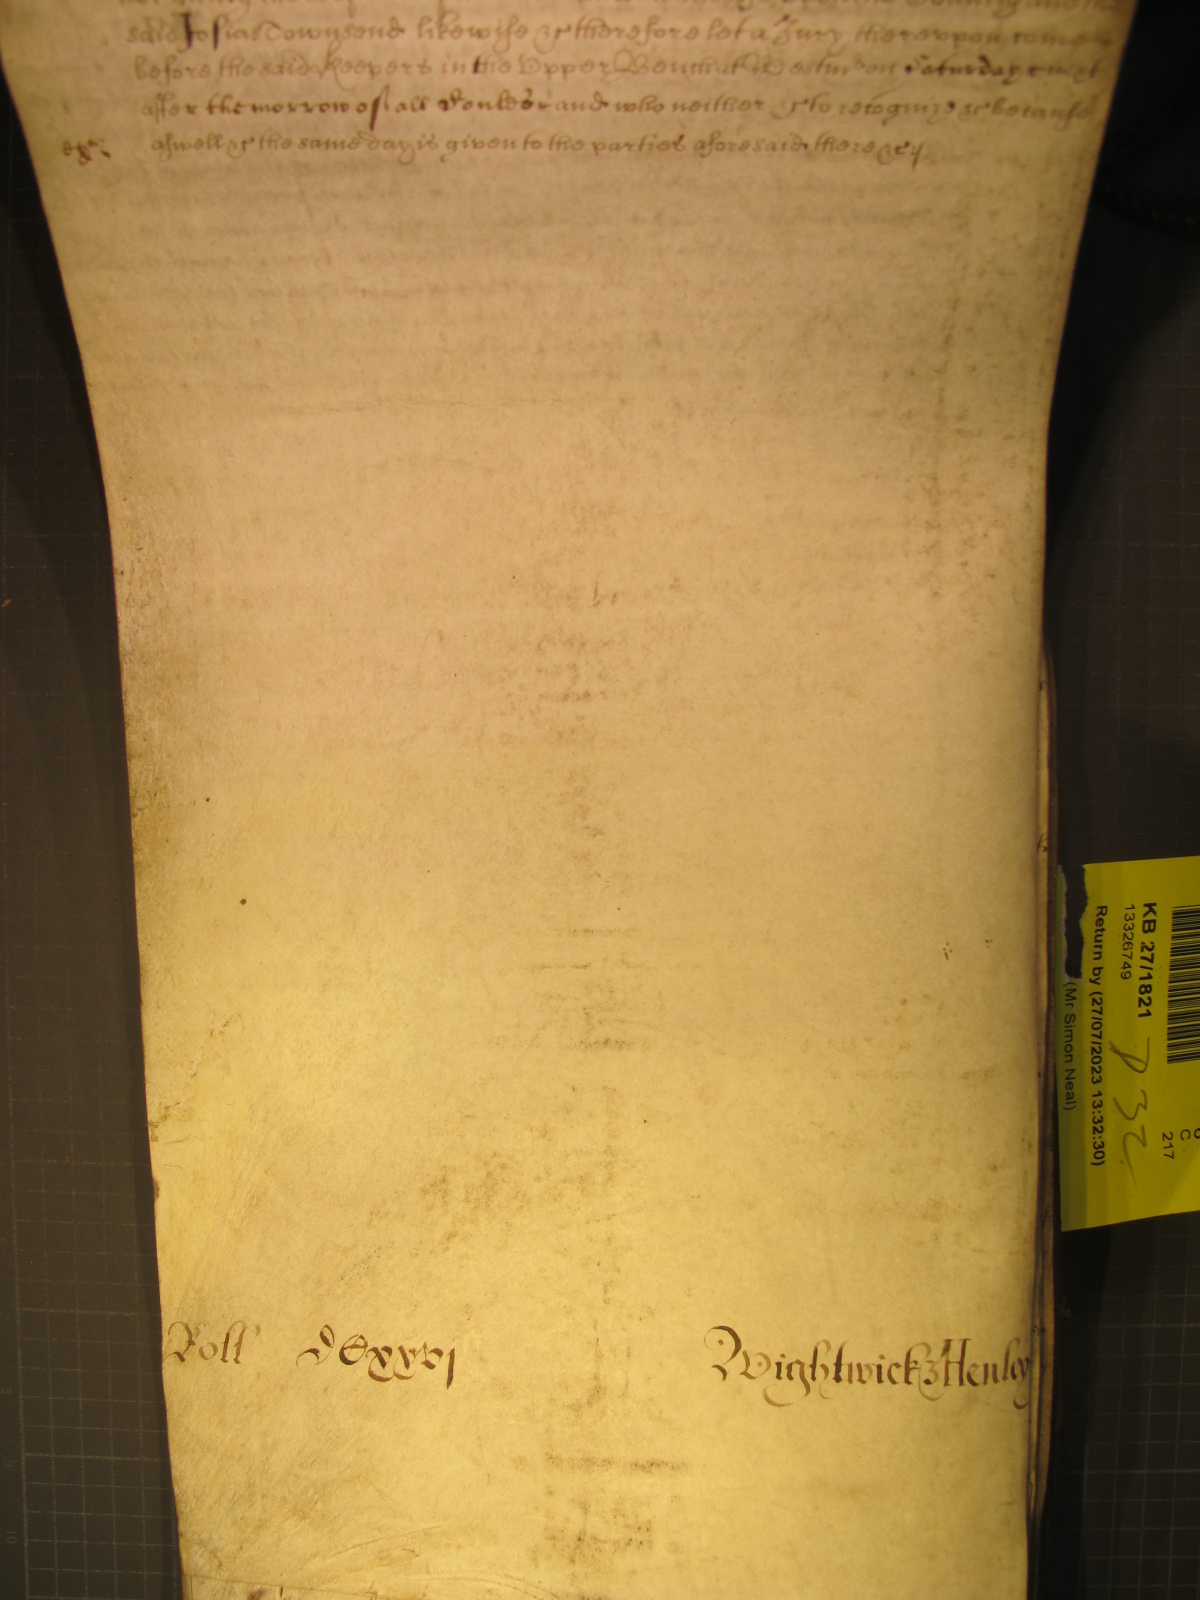 said Josias Townsend likewise &c therefore let a Jury thereupon come
before the said Keepers in the Upper Bench at Westm on Saturday next
after the morrow of all Soules and who neither &c to recognize &c because
aswell &c the same day is given to the parties aforesaid there &c
Roll DCxxvj
Wightwick & Henley
KB 27/1821
13326749
Return by (27/07/2023 13:32:30)
(Mr Simon Neal)
D 32
C
217